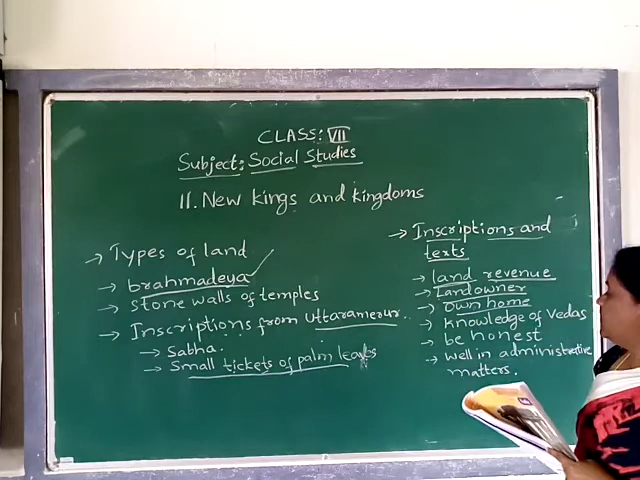 CLASS: VII
Subject: Social Studies
11. New kings and kingdoms
→ Types of land
→ brahmadeya
→ stone walls of temples
→ Inscriptions from Uttaramerur..
→ Sabha.
→ Small tickets of palm leaves
→ Inscriptions and
texts
→ land revenue
→ Landowner
→ own home
→ knowledge of Vedas
→ be honest
→ well in administrative
matters.